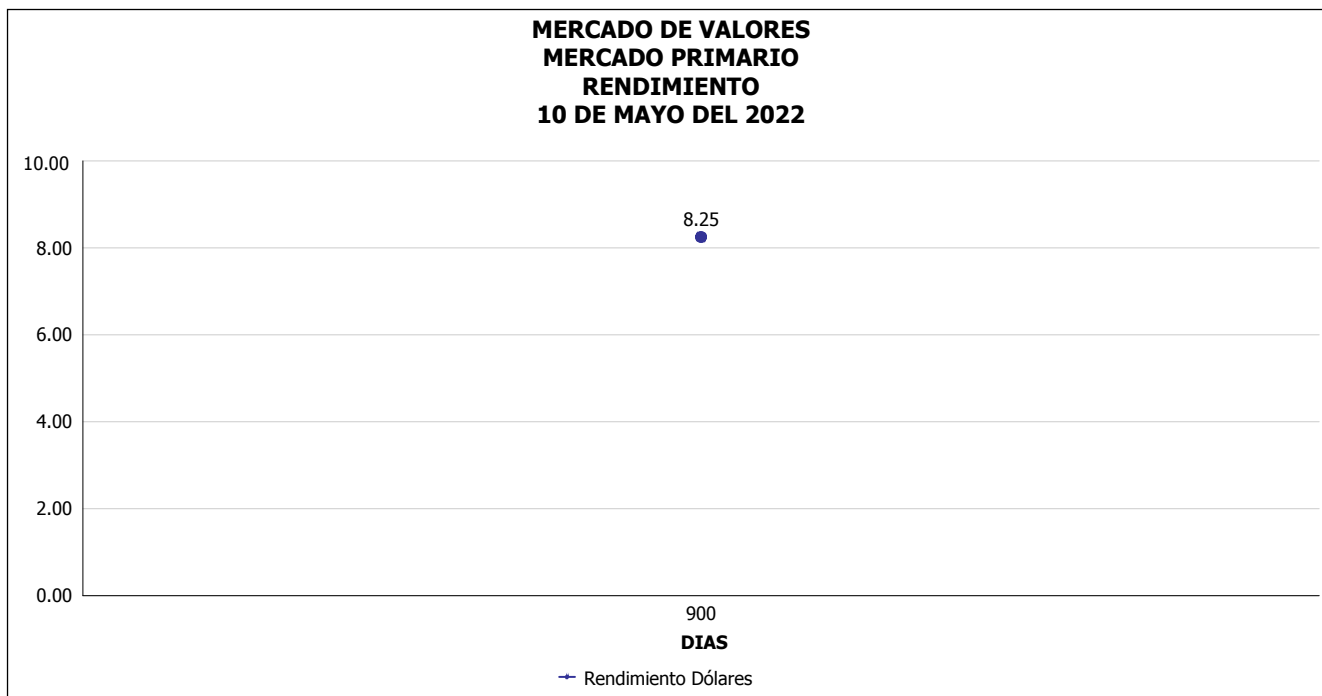 MERCADO DE VALORES
MERCADO PRIMARIO
RENDIMIENTO
10 DE MAYO DEL 2022
10.00
8.25
8.00
6.00
4.00
2.00
0.00
900
DIAS
Rendimiento Dólares